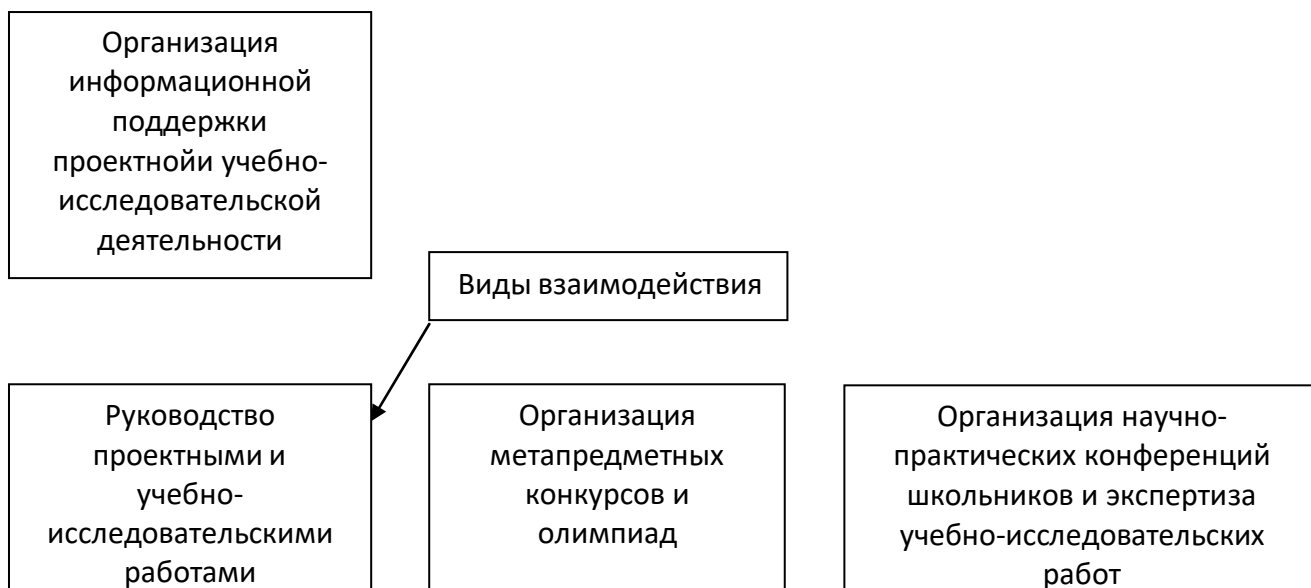 Организация
информационной
поддержки
проектнойи учебно-
исследовательской
деятельности
Виды взаимодействия
Руководство
проектными и
учебно-
исследовательскими
работами
Организация
метапредметных
конкурсов и
олимпиад
Организация научно-
практических конференций
школьников и экспертиза
учебно-исследовательских
работ